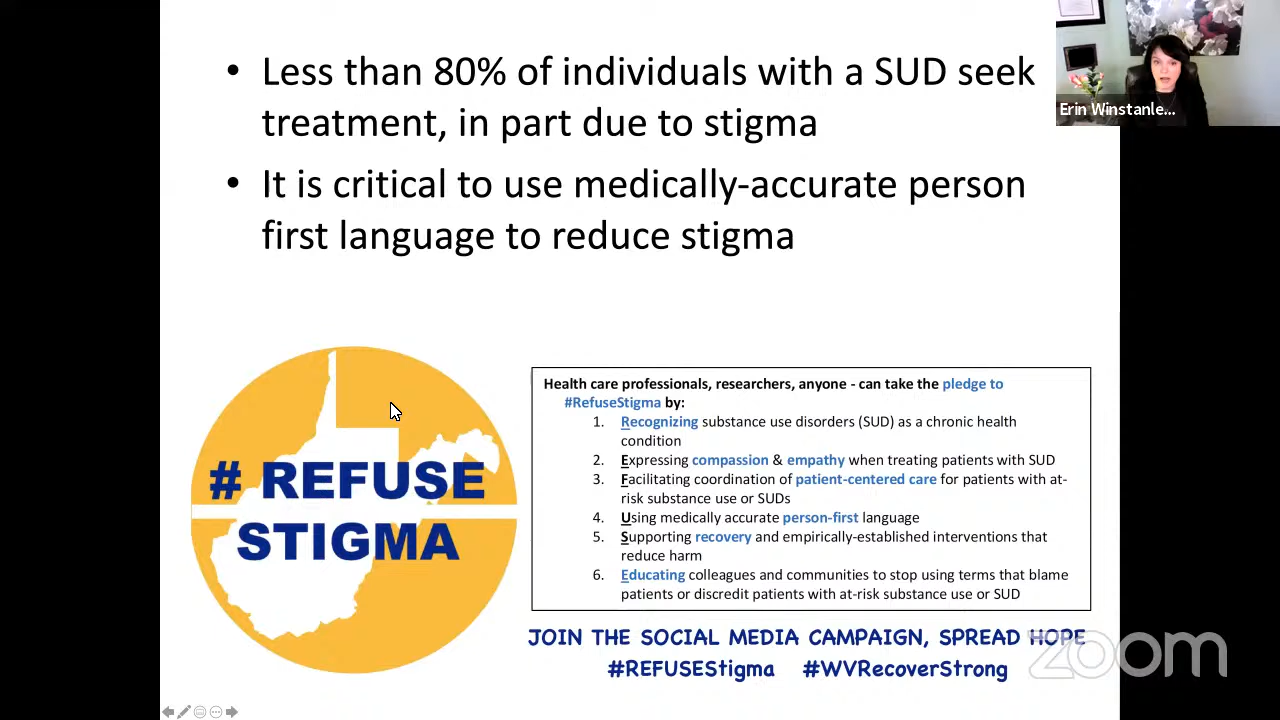 • Less than 80% of individuals with a SUD seek
treatment, in part due to stigma
• It is critical to use medically-accurate person
first language to reduce stigma
Erin Winstanle...
# REFUSE
STIGMA
Health care professionals, researchers, anyone - can take the pledge to
#RefuseStigma by:
1. Recognizing substance use disorders (SUD) as a chronic health
condition
2. Expressing compassion & empathy when treating patients with SUD
3. Facilitating coordination of patient-centered care for patients with at-
risk substance use or SUDs
4. Using medically accurate person-first language
5. Supporting recovery and empirically-established interventions that
reduce harm
6. Educating colleagues and communities to stop using terms that blame
patients or discredit patients with at-risk substance use or SUD
JOIN THE SOCIAL MEDIA CAMPAIGN, SPREAD HOPE
#REFUSEStigma #WVRecoverStrong
zoom